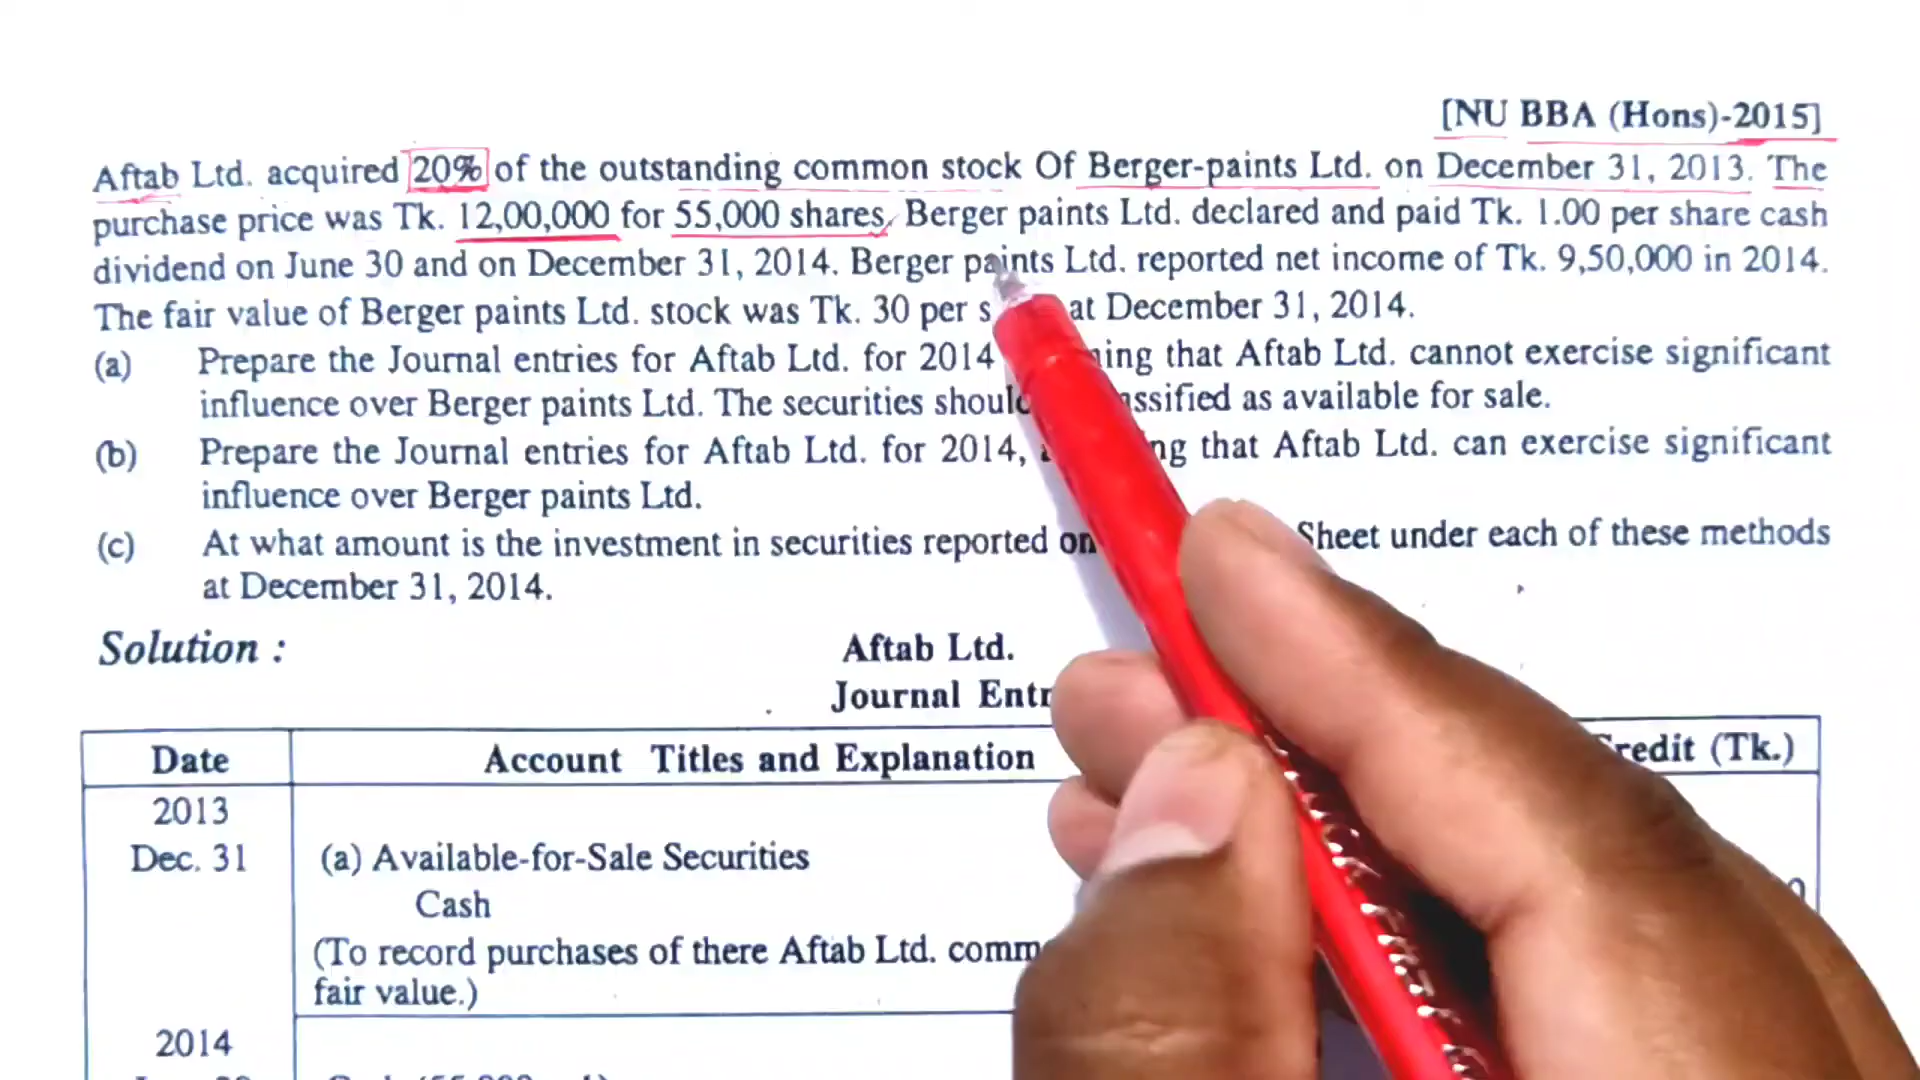 [NU BBA (Hons)-2015]
Aftab Ltd. acquired 20% of the outstanding common stock Of Berger-paints Ltd. on December 31, 2013. The
purchase price was Tk. 12,00,000 for 55,000 shares. Berger paints Ltd. declared and paid Tk. 1.00 per share cash
dividend on June 30 and on December 31, 2014. Berger paints Ltd. reported net income of Tk. 9,50,000 in 2014.
The fair value of Berger paints Ltd. stock was Tk. 30 per at December 31, 2014.
(a) Prepare the Journal entries for Aftab Ltd. for 2014 that Aftab Ltd. cannot exercise significant
influence over Berger paints Ltd. The securities should as available for sale.
(b) Prepare the Journal entries for Aftab Ltd. for 2014, that Aftab Ltd. can exercise significant
influence over Berger paints Ltd.
(c) At what amount is the investment in securities reported on Sheet under each of these methods
at December 31, 2014.
Solution :
Aftab Ltd.
Journal
Date Account Titles and Explanation Credit (Tk.)
2013
Dec. 31 (a) Available-for-Sale Securities
Cash
(To record purchases of there Aftab Ltd.
fair value.)
2014